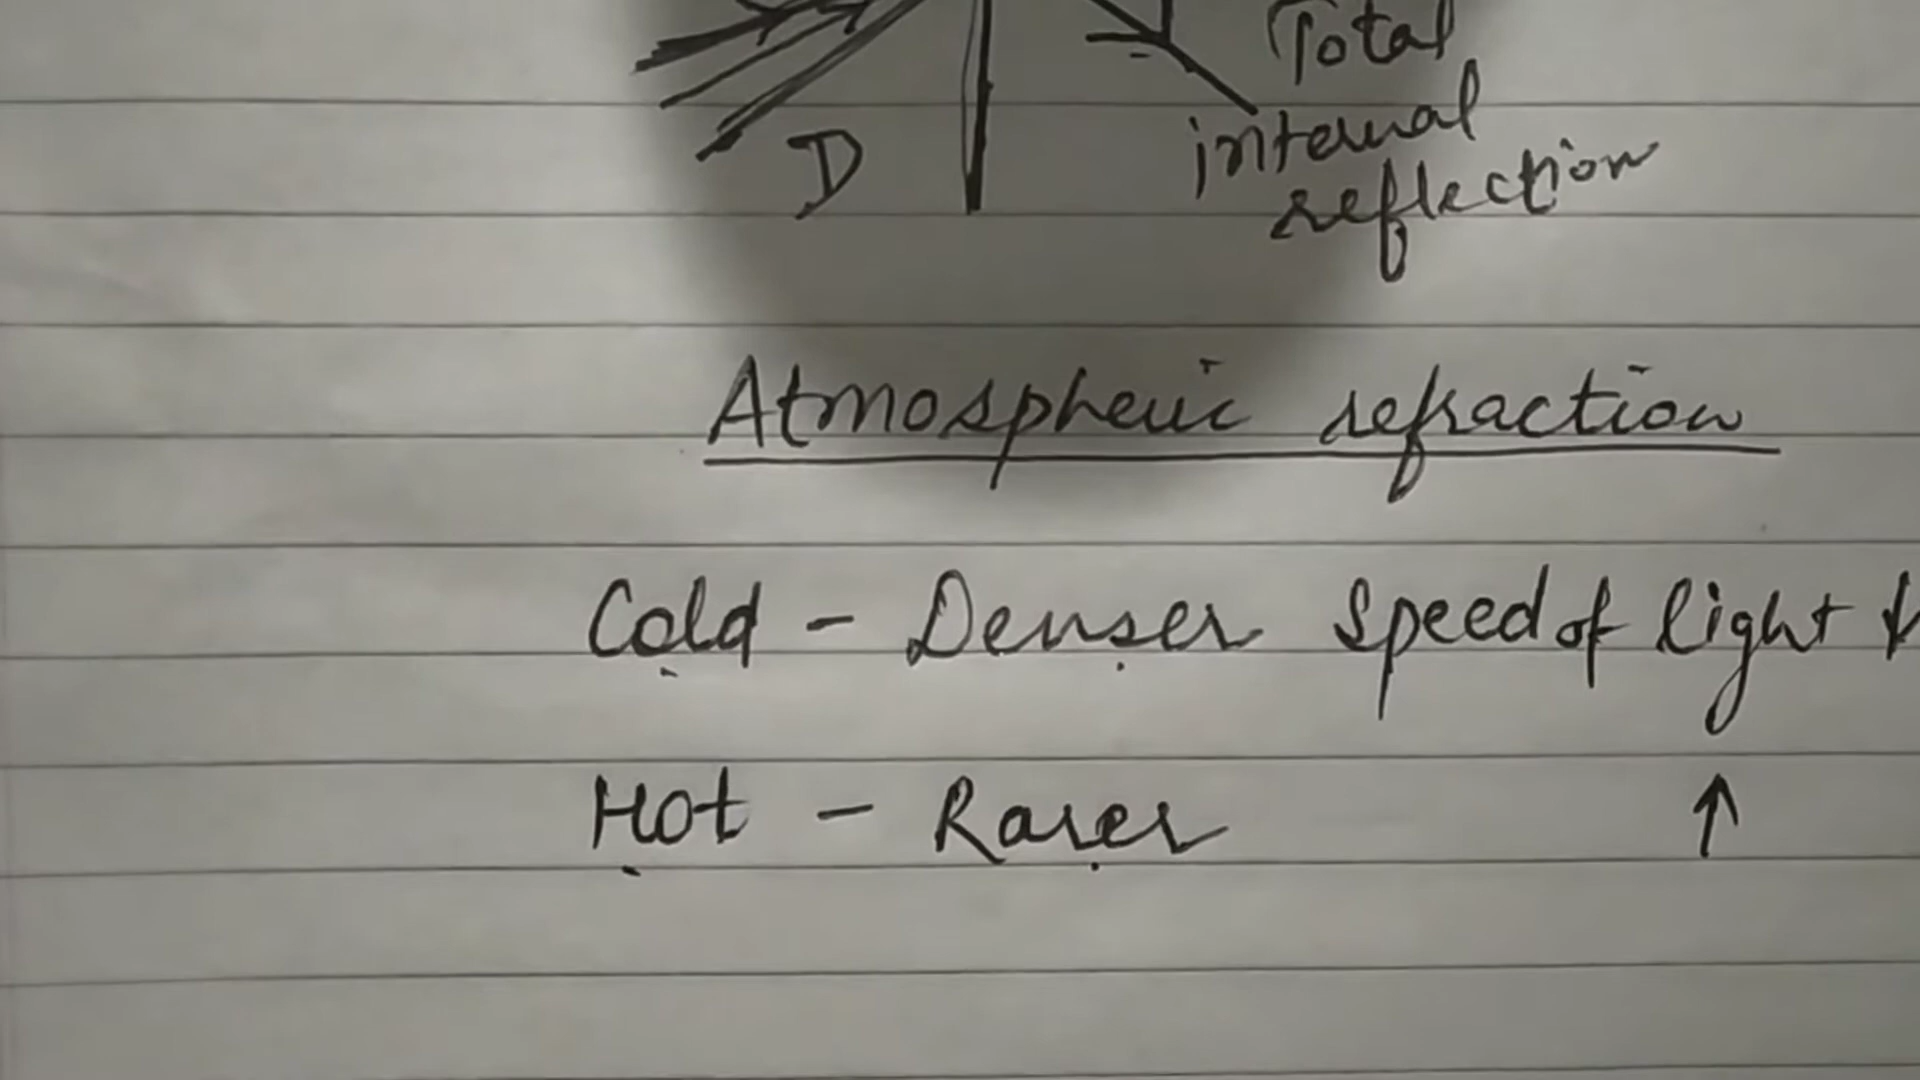 Total
internal
reflection
D
Atmospheric refraction
Cold - Denser speed of light ↓
Hot - Rarer ↑